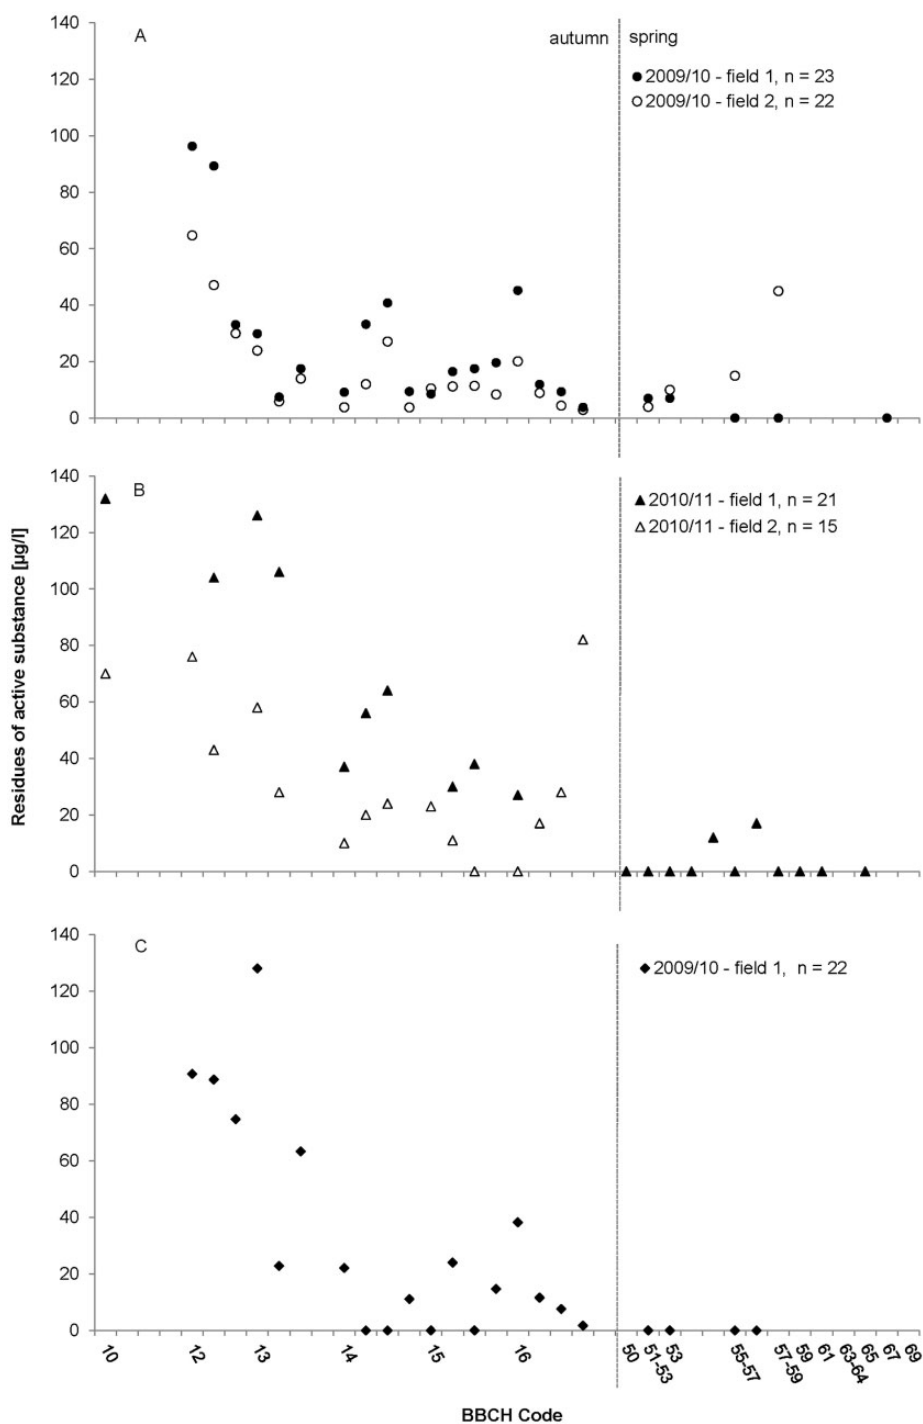 140
A
autumn
spring
120
● 2009/10 - field 1, n = 23
○ 2009/10 - field 2, n = 22
100
80
60
40
20
0
140
B
▲ 2010/11 - field 1, n = 21
△ 2010/11 - field 2, n = 15
120
100
80
60
40
20
0
Residues of active substance [µg/l]
140
C
◆ 2009/10 - field 1, n = 22
120
100
80
60
40
20
0
10 12 13 14 15 16 50 51-53 53 55-57 57-59 59 61 63-64 65 67 69
BBCH Code